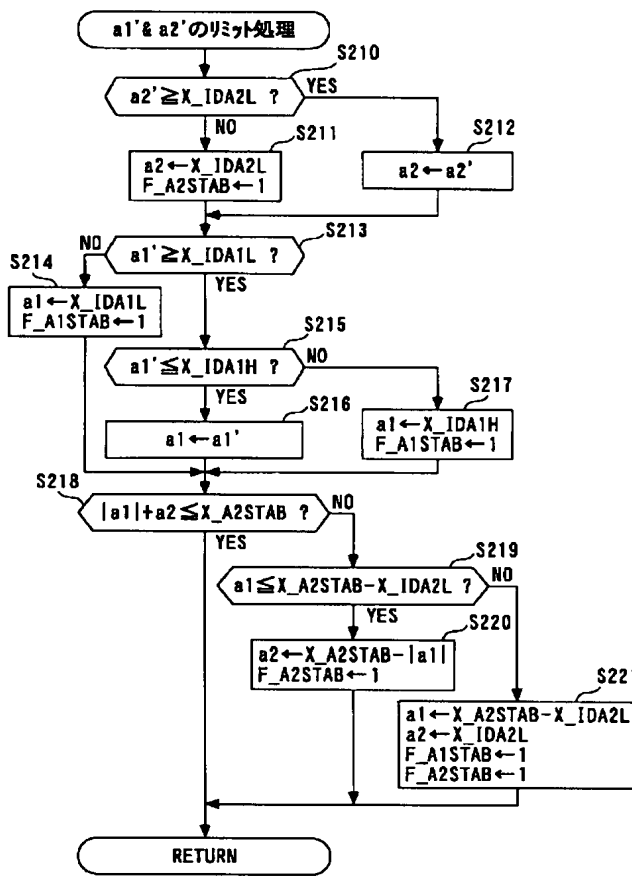 a1'& a2'のリミット処理
S210
a2'≧X_IDA2L ?
YES
NO
S211
a2←X_IDA2L
F_A2STAB←1
S212
a2←a2'
S213
a1'≧X_IDA1L ?
NO
YES
S214
a1←X_IDA1L
F_A1STAB←1
S215
a1'≦X_IDA1H ?
NO
YES
S216
a1←a1'
S217
a1←X_IDA1H
F_A1STAB←1
S218
|a1|+a2≦X_A2STAB ?
NO
YES
S219
a1≦X_A2STAB-X_IDA2L ?
NO
YES
S220
a2←X_A2STAB-|a1|
F_A2STAB←1
S221
a1←X_A2STAB-X_IDA2L
a2←X_IDA2L
F_A1STAB←1
F_A2STAB←1
RETURN